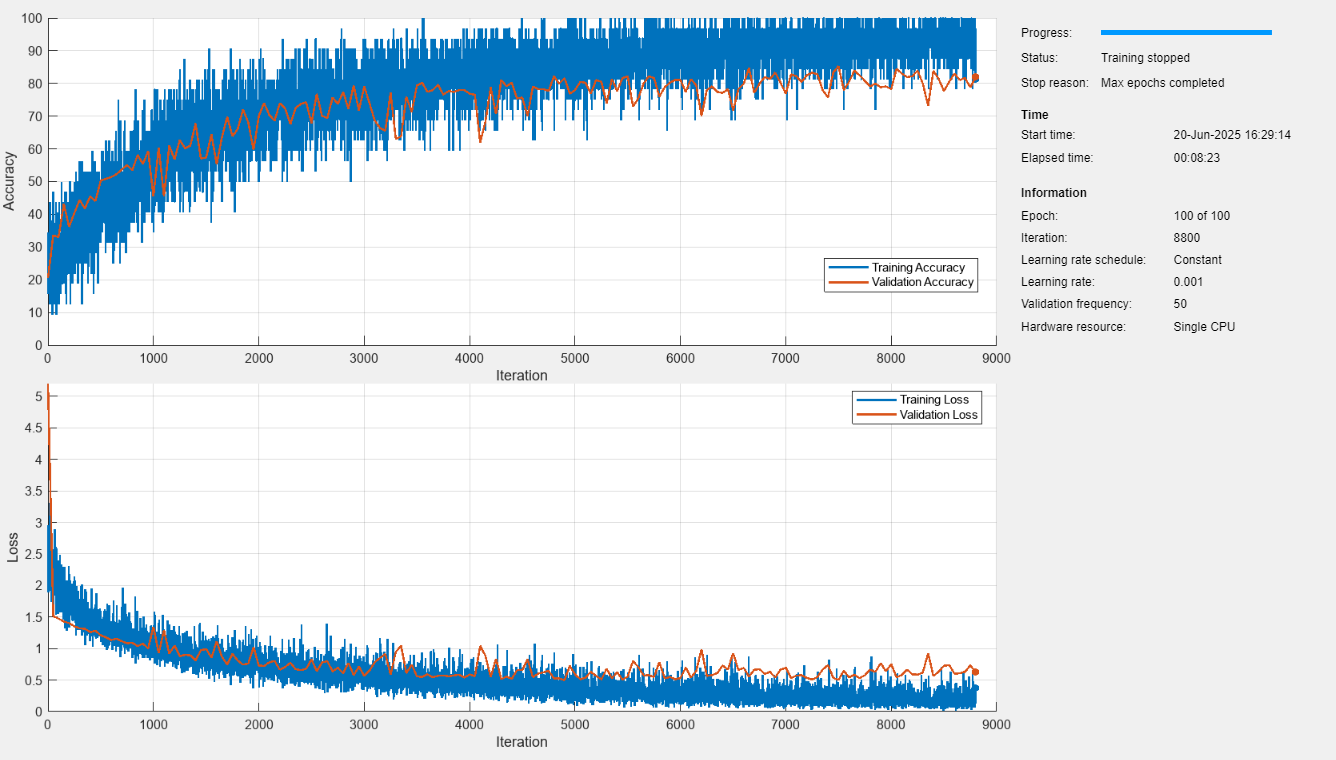 100
90
80
70
60
50
40
30
20
10
0
Accuracy
Training Accuracy
Validation Accuracy
0 1000 2000 3000 4000 5000 6000 7000 8000 9000
Iteration
5
4.5
4
3.5
3
2.5
2
1.5
1
0.5
0
Loss
Training Loss
Validation Loss
0 1000 2000 3000 4000 5000 6000 7000 8000 9000
Iteration
Progress:
Status: Training stopped
Stop reason: Max epochs completed
Time
Start time: 20-Jun-2025 16:29:14
Elapsed time: 00:08:23
Information
Epoch: 100 of 100
Iteration: 8800
Learning rate schedule: Constant
Learning rate: 0.001
Validation frequency: 50
Hardware resource: Single CPU